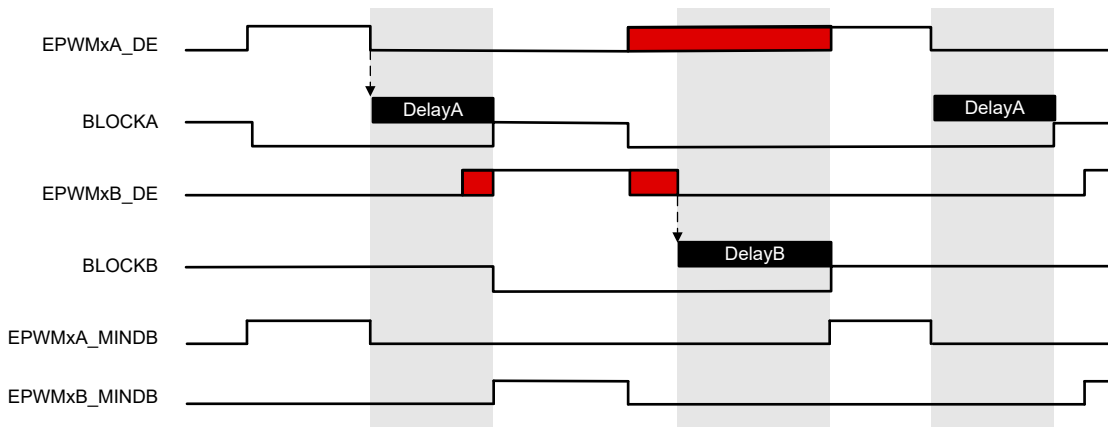 EPWMxA_DE
DelayA
DelayA
BLOCKA
EPWMxB_DE
DelayB
BLOCKB
EPWMxA_MINDB
EPWMxB_MINDB